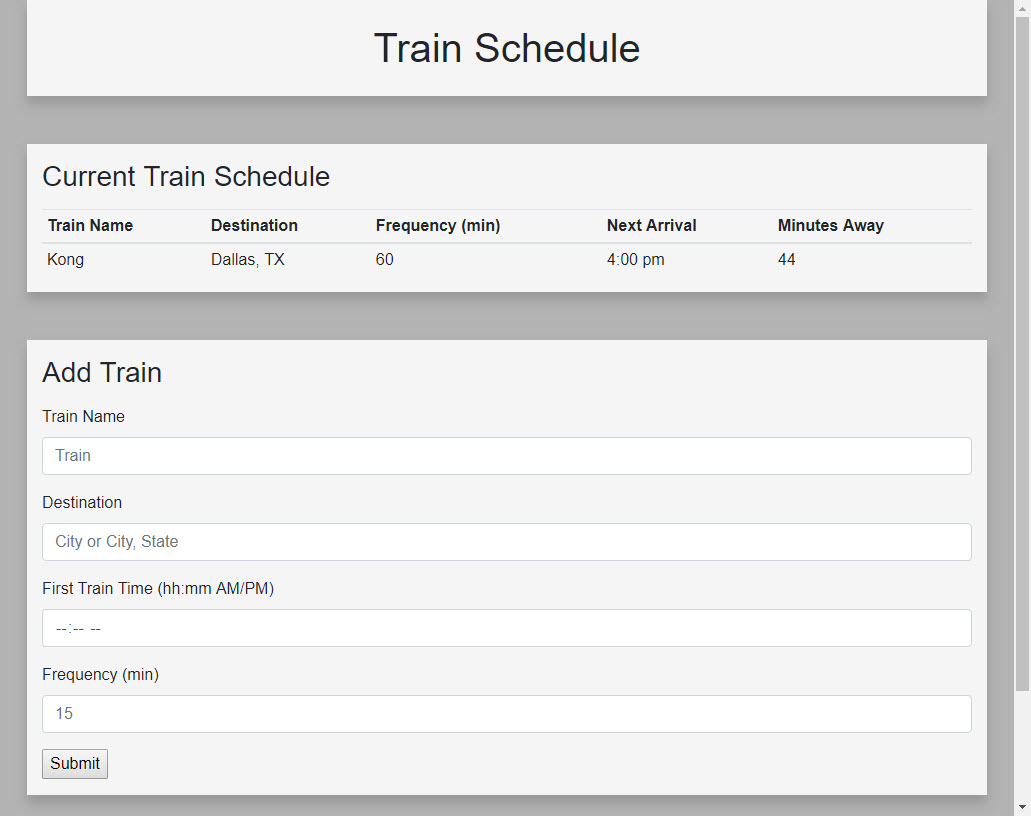 Train Schedule
Current Train Schedule
Train Name Destination Frequency (min) Next Arrival Minutes Away
Kong Dallas, TX 60 4:00 pm 44
Add Train
Train Name
Train
Destination
City or City, State
First Train Time (hh:mm AM/PM)
--:-- --
Frequency (min)
15
Submit